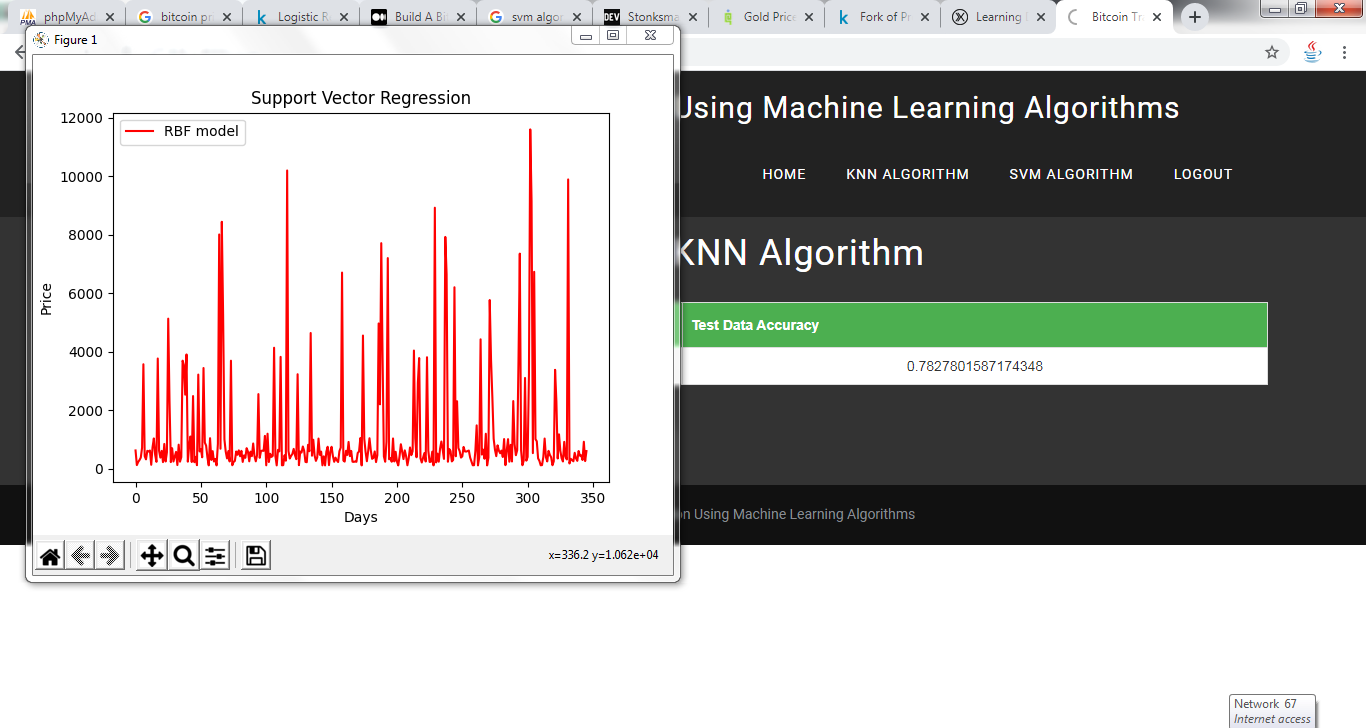 phpMyAd
bitcoin pr
Logistic R
Build A Bi
svm algor
DEV
Stonksma
Gold Price
Fork of Pr
Learning
Bitcoin Tr
PMA
Figure 1
Using Machine Learning Algorithms
HOME
KNN ALGORITHM
SVM ALGORITHM
LOGOUT
KNN Algorithm
Test Data Accuracy
0.7827801587174348
on Using Machine Learning Algorithms
Support Vector Regression
RBF model
12000
10000
8000
6000
4000
2000
0
Price
0 50 100 150 200 250 300 350
Days
x=336.2 y=1.062e+04
Network 67
Internet access